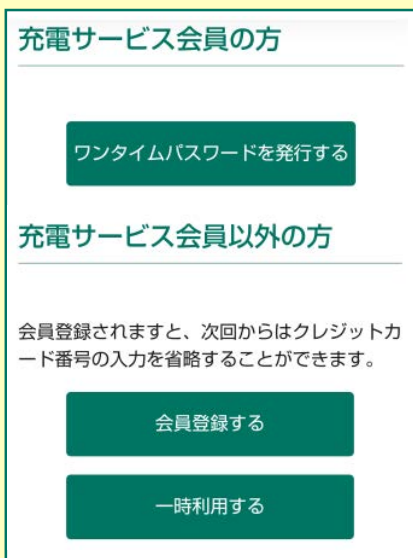 充電サービス会員の方
ワンタイムパスワードを発行する
充電サービス会員以外の方
会員登録されますと、次回からはクレジットカ
ード番号の入力を省略することができます。
会員登録する
一時利用する